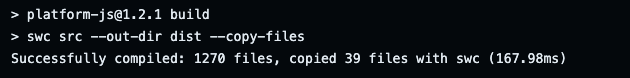 > platform-js@1.2.1 build
> swc src --out-dir dist --copy-files
Successfully compiled: 1270 files, copied 39 files with swc (167.98ms)